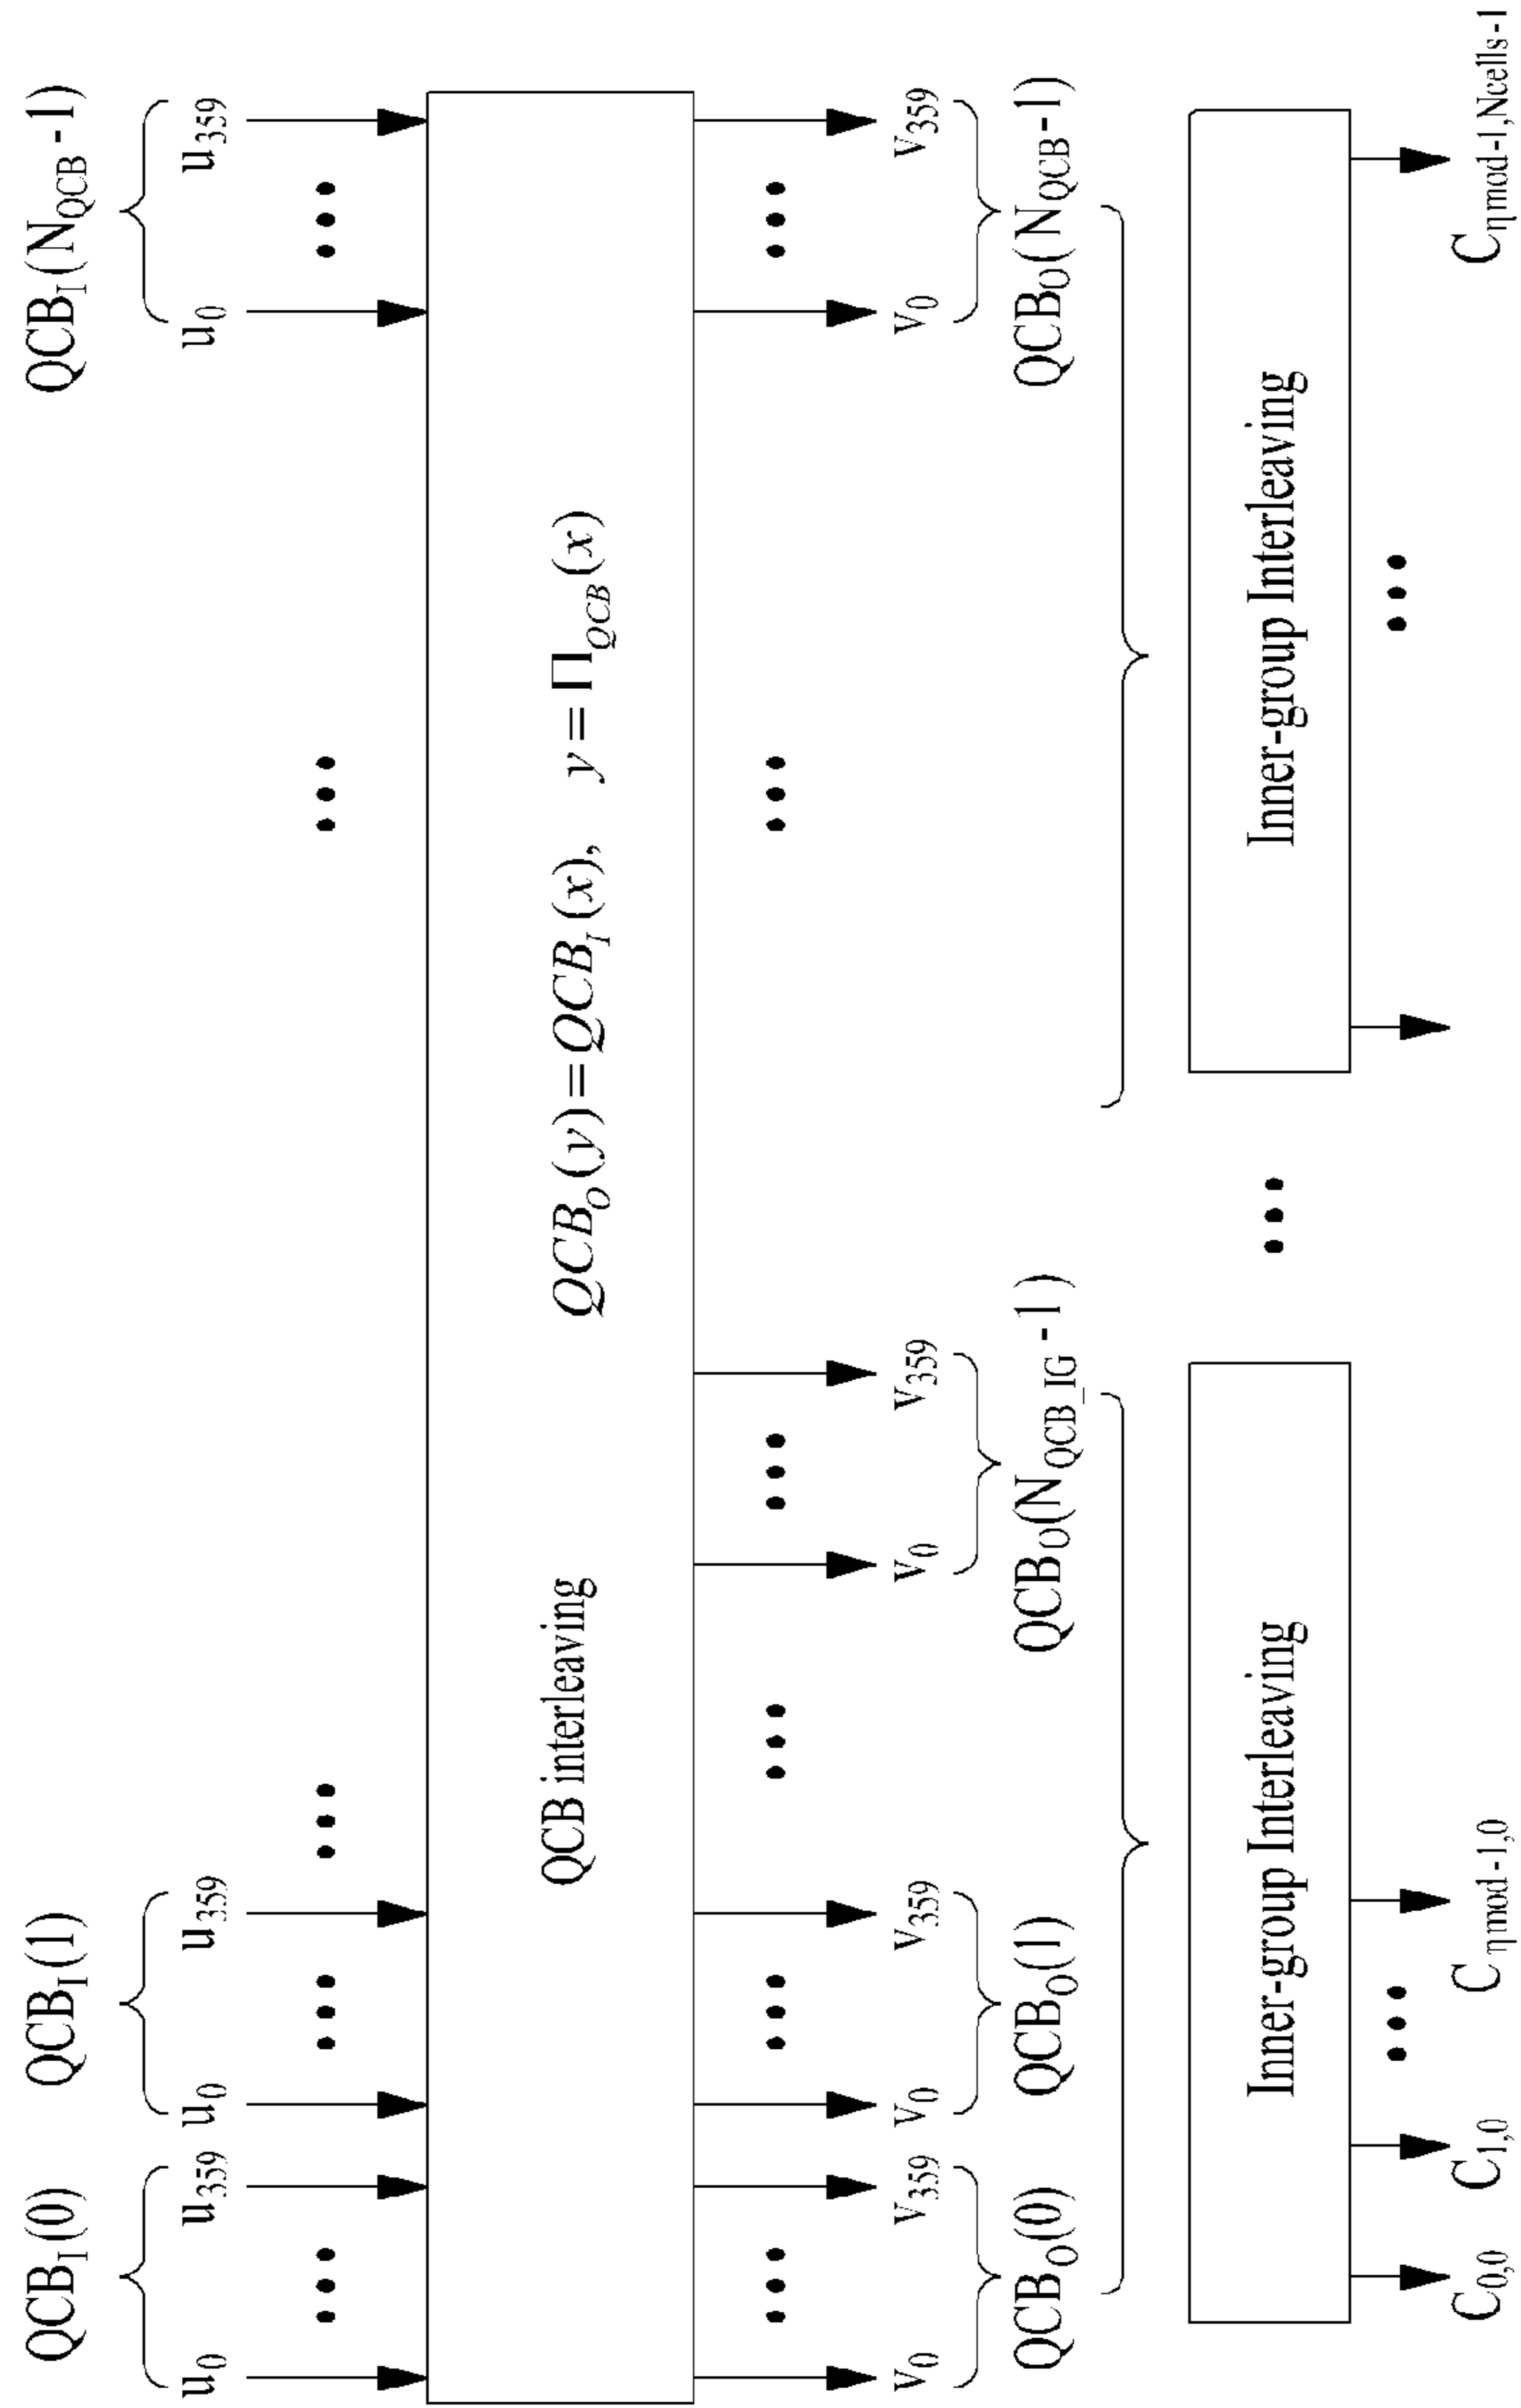 QCB_I(0) QCB_I(1) QCB_I(N_QCB-1)
u_0 ••• u_359 u_0 ••• u_359 ••• ••• u_0 ••• u_359
QCB interleaving QCB_O(y)=QCB_I(x), y=Π_QCB(x)
••• ••• ••• ••• ••• •••
v_0 v_359 v_0 v_359 v_0 v_359 v_0 v_359
QCB_O(0) QCB_O(1) QCB_O(N_QCB_IG-1) QCB_O(N_QCB-1)
Inner-group Interleaving ••• Inner-group Interleaving
••• •••
C_0,0 C_1,0 C_ηmod-1,0 C_ηmod-1,Ncells-1